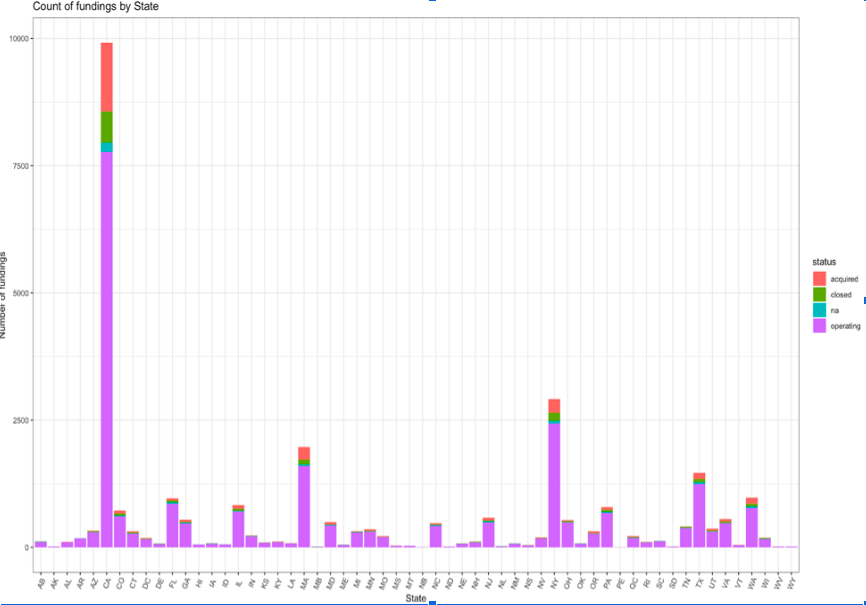 Count of fundings by State
10000
7500
5000
2500
0
Number of fundings
AB AK AL AR AZ CA CO CT DC DE FL GA HI IA ID IL IN KS KY LA MA MB MD ME MI MN MO MS MT NB NC ND NE NH NJ NL NM NS NV NY OH OK OR PA PE QC RI SC SD TN TX UT VA VT WA WI WV WY
State
status
acquired
closed
na
operating